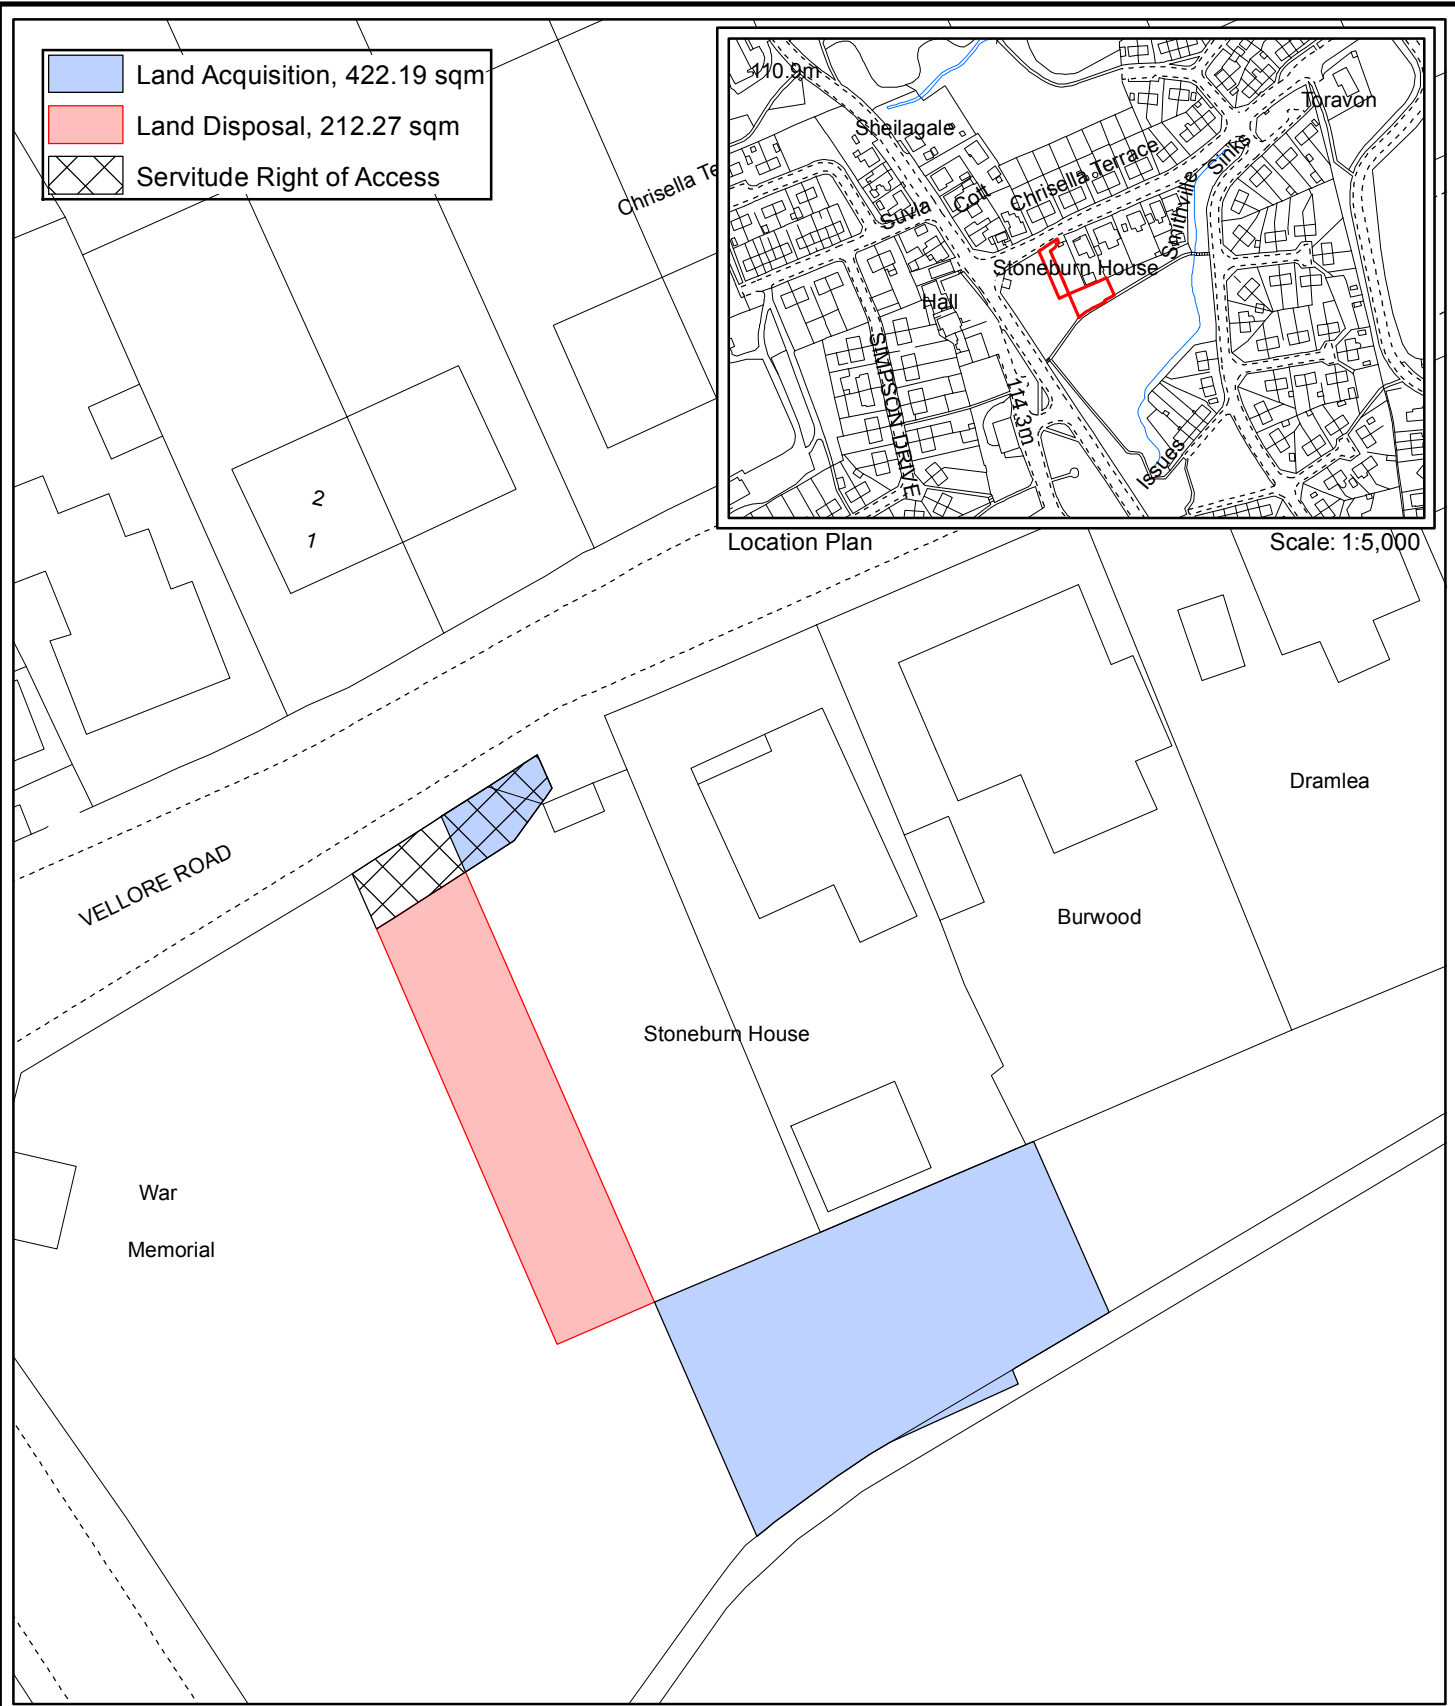 Land Acquisition, 422.19 sqm
Land Disposal, 212.27 sqm
Servitude Right of Access
Chrisella Te
110.9m
Sheilagale
Toravon
Chrisella Terrace
Sinks
Suvla
Cott
Smithville
Stoneburn House
Hall
SIMPSON DRIVE
114.3m
Issues
Location Plan
Scale: 1:5,000
2
1
VELLORE ROAD
Dramlea
Burwood
Stoneburn House
War
Memorial